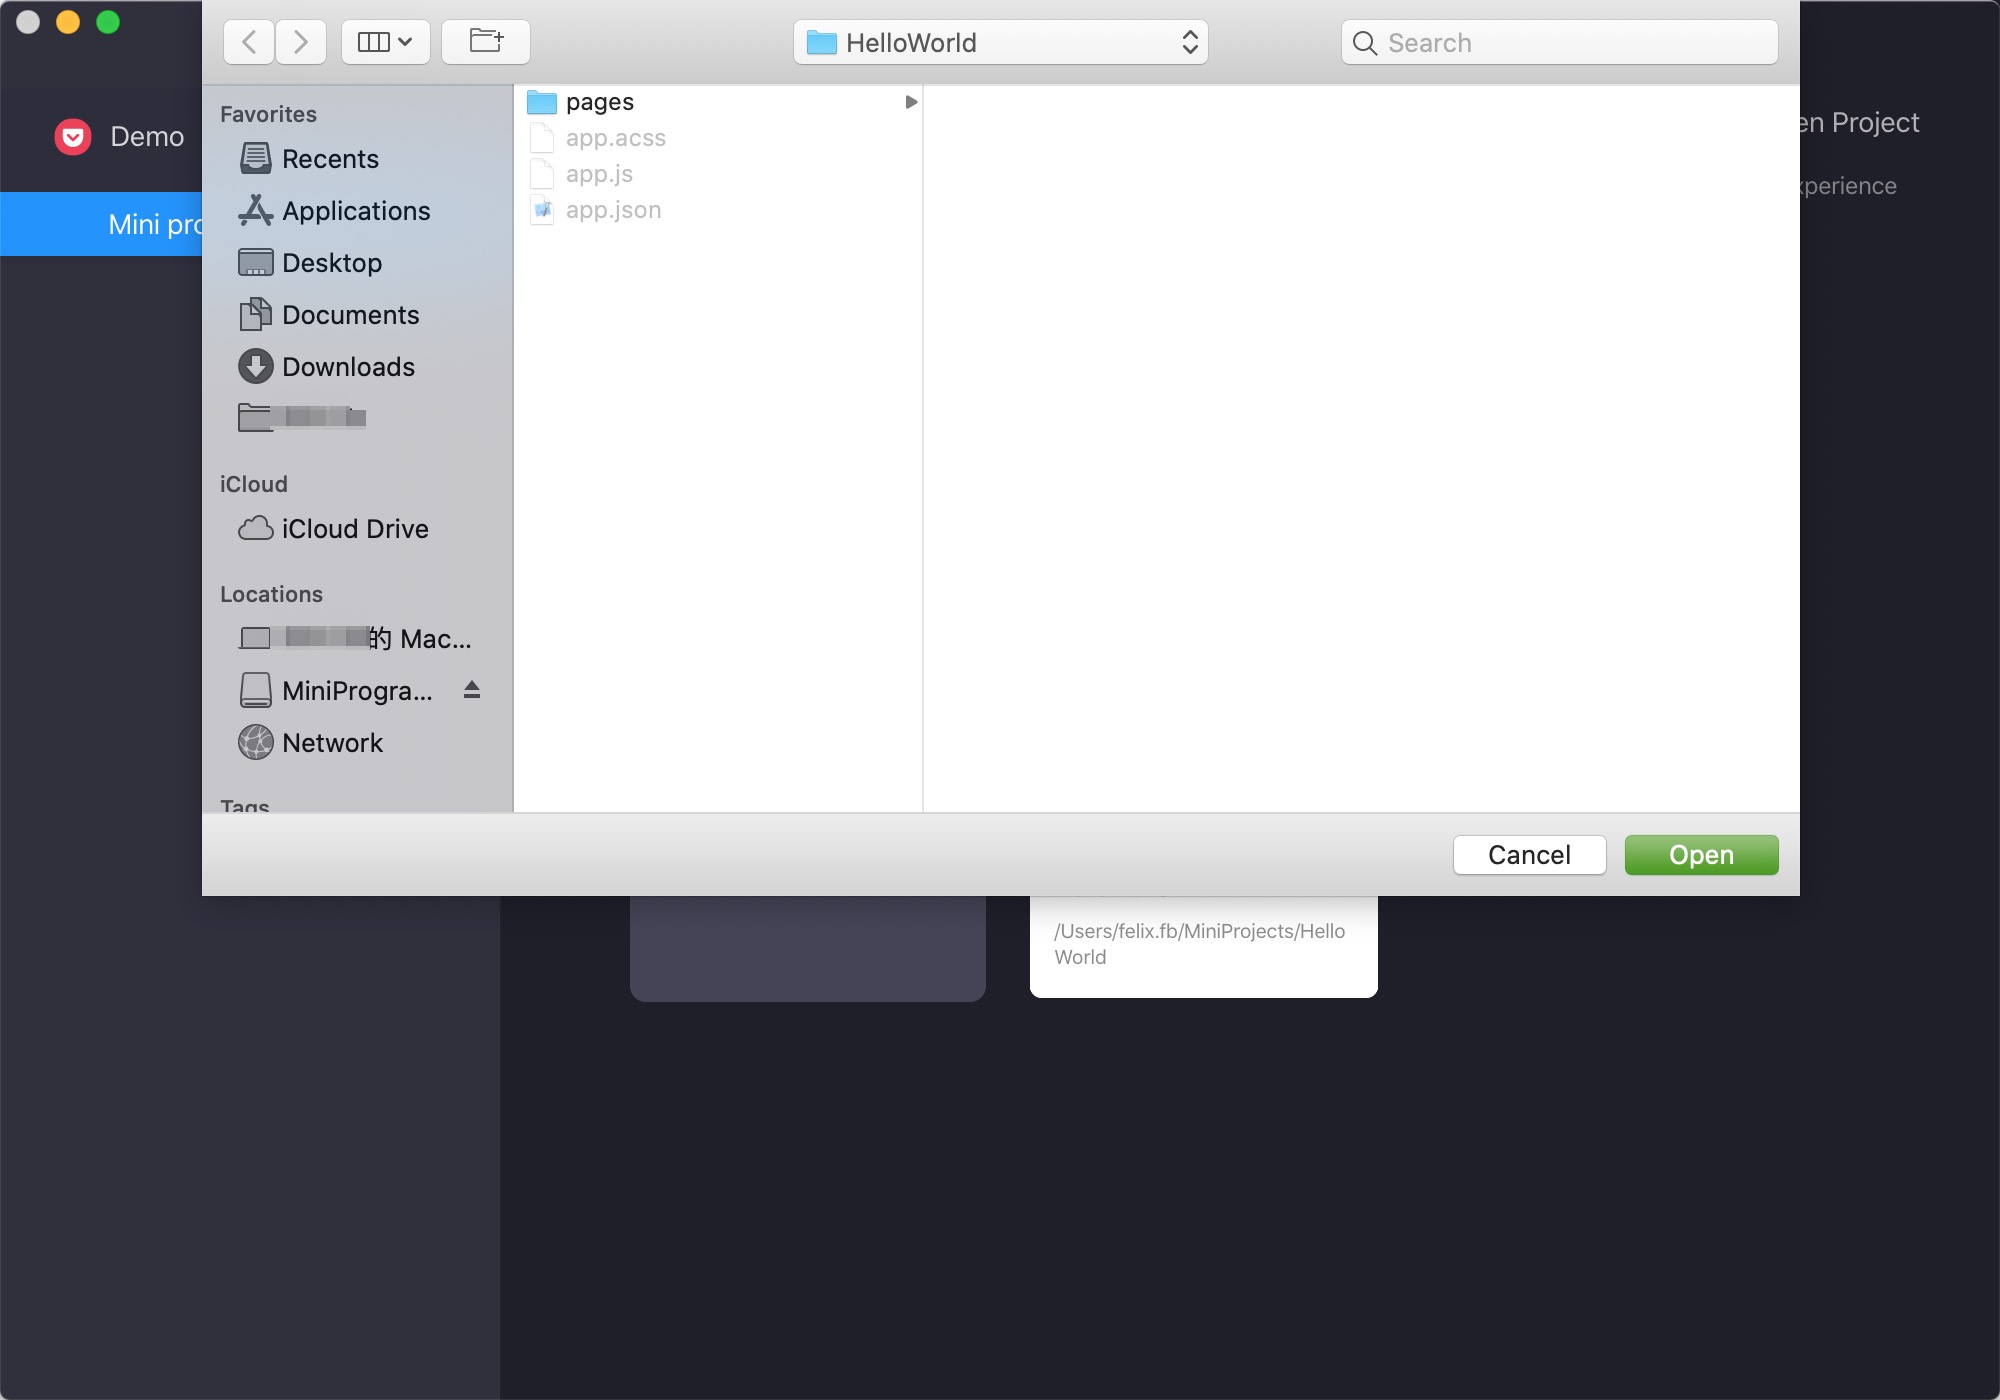 HelloWorld
Search
Demo
Mini pro
en Project
xperience
Favorites
Recents
Applications
Desktop
Documents
Downloads
iCloud
iCloud Drive
Locations
的 Mac...
MiniProgra...
Network
Tags
pages
app.acss
app.js
app.json
Cancel
Open
/Users/felix.fb/MiniProjects/Hello
World